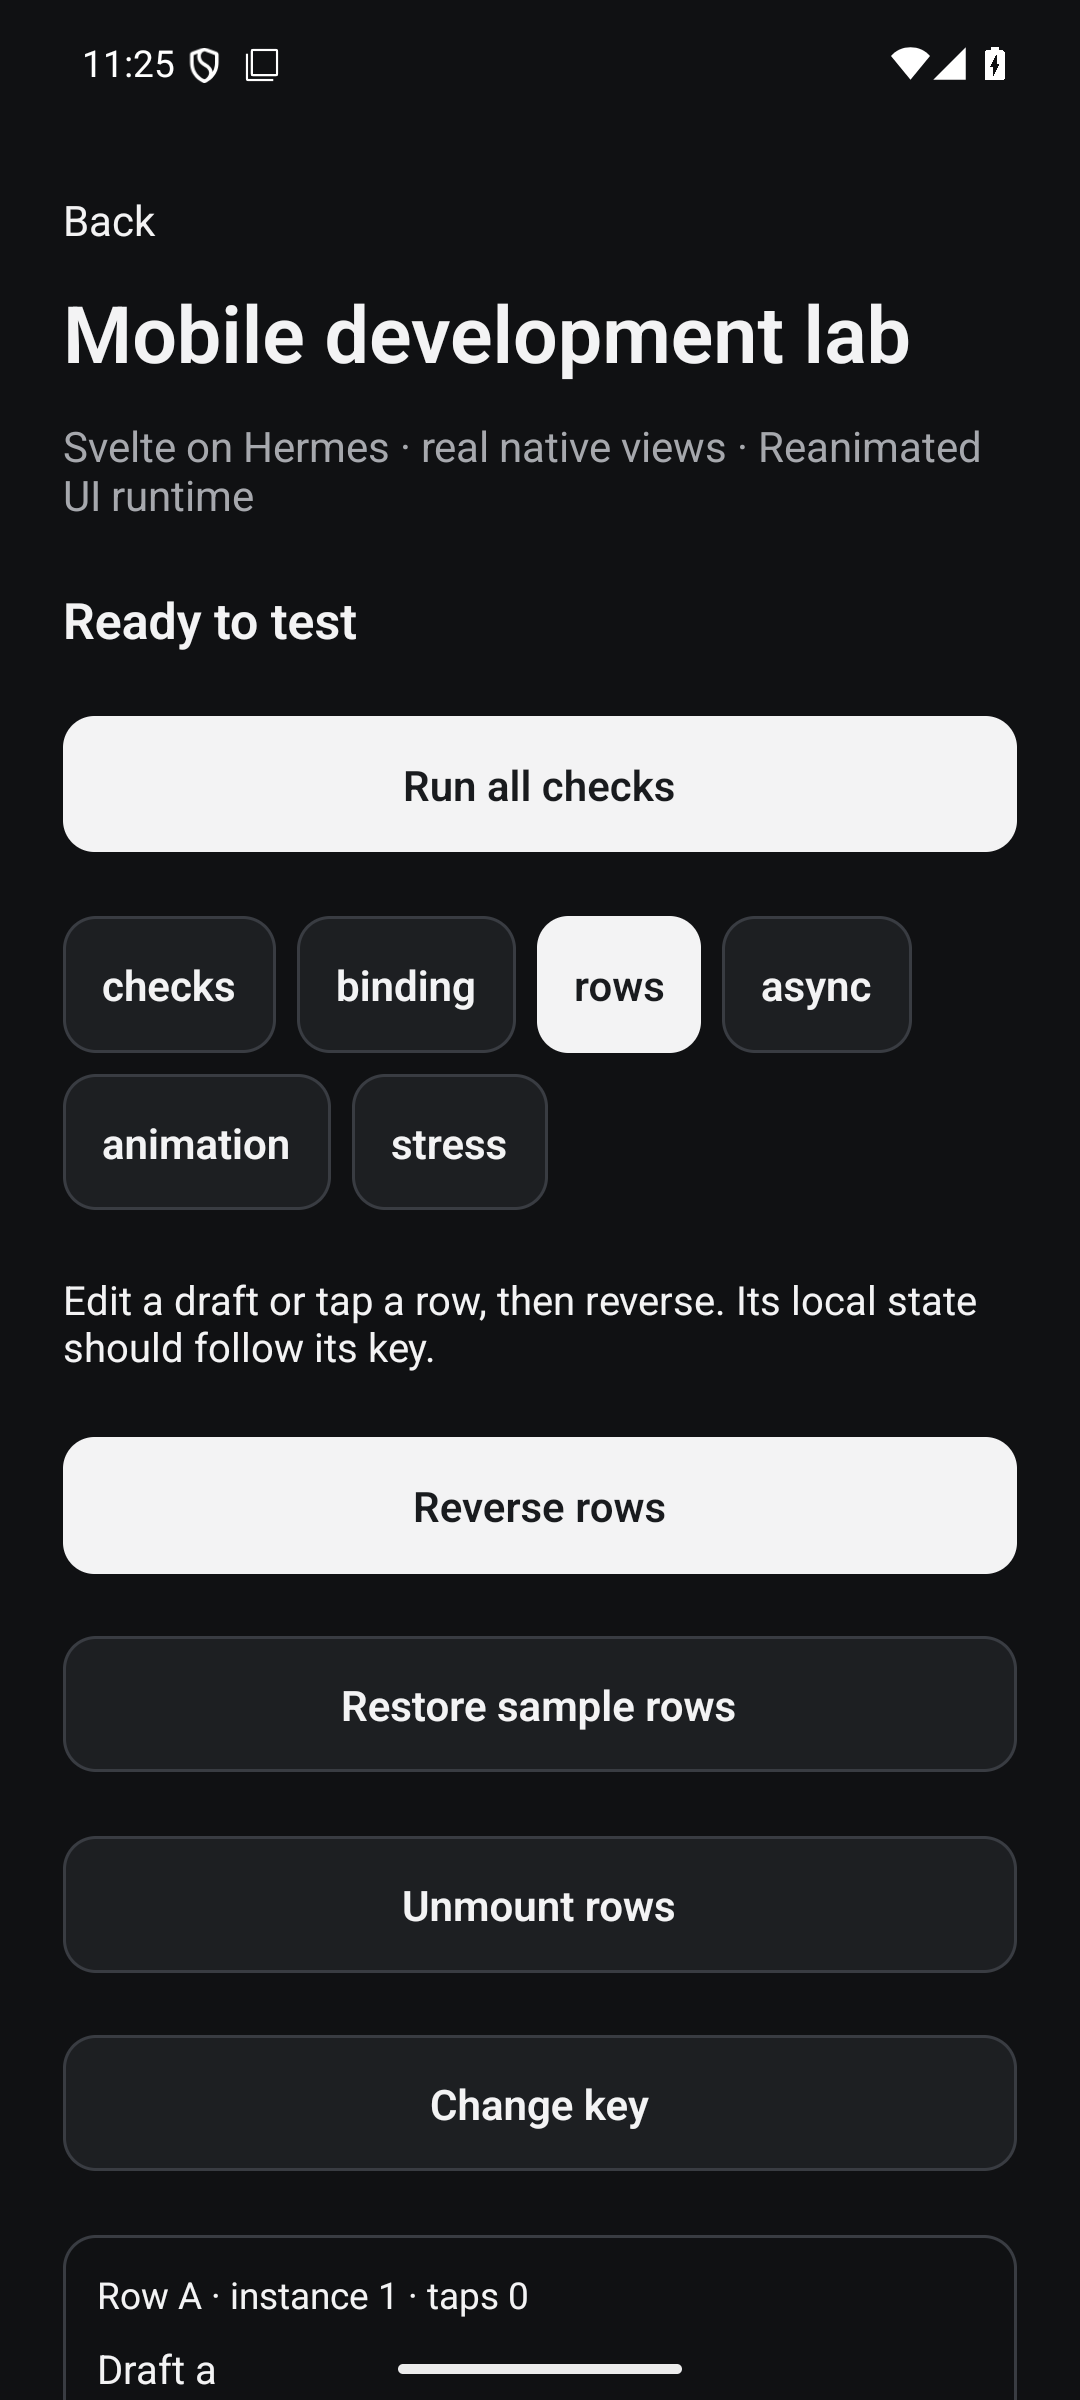 11:25
Back
Mobile development lab
Svelte on Hermes · real native views · Reanimated
UI runtime
Ready to test
Run all checks
checks
binding
rows
async
animation
stress
Edit a draft or tap a row, then reverse. Its local state
should follow its key.
Reverse rows
Restore sample rows
Unmount rows
Change key
Row A · instance 1 · taps 0
Draft a